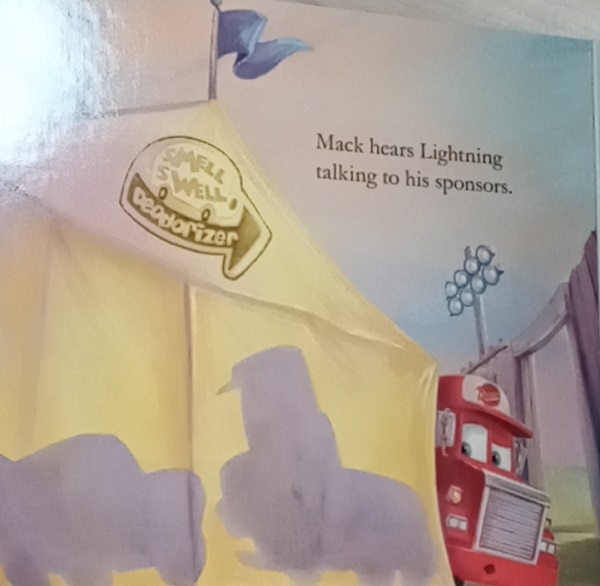 Mack hears Lightning
talking to his sponsors.
SMELL
SWELL
Deodorizer